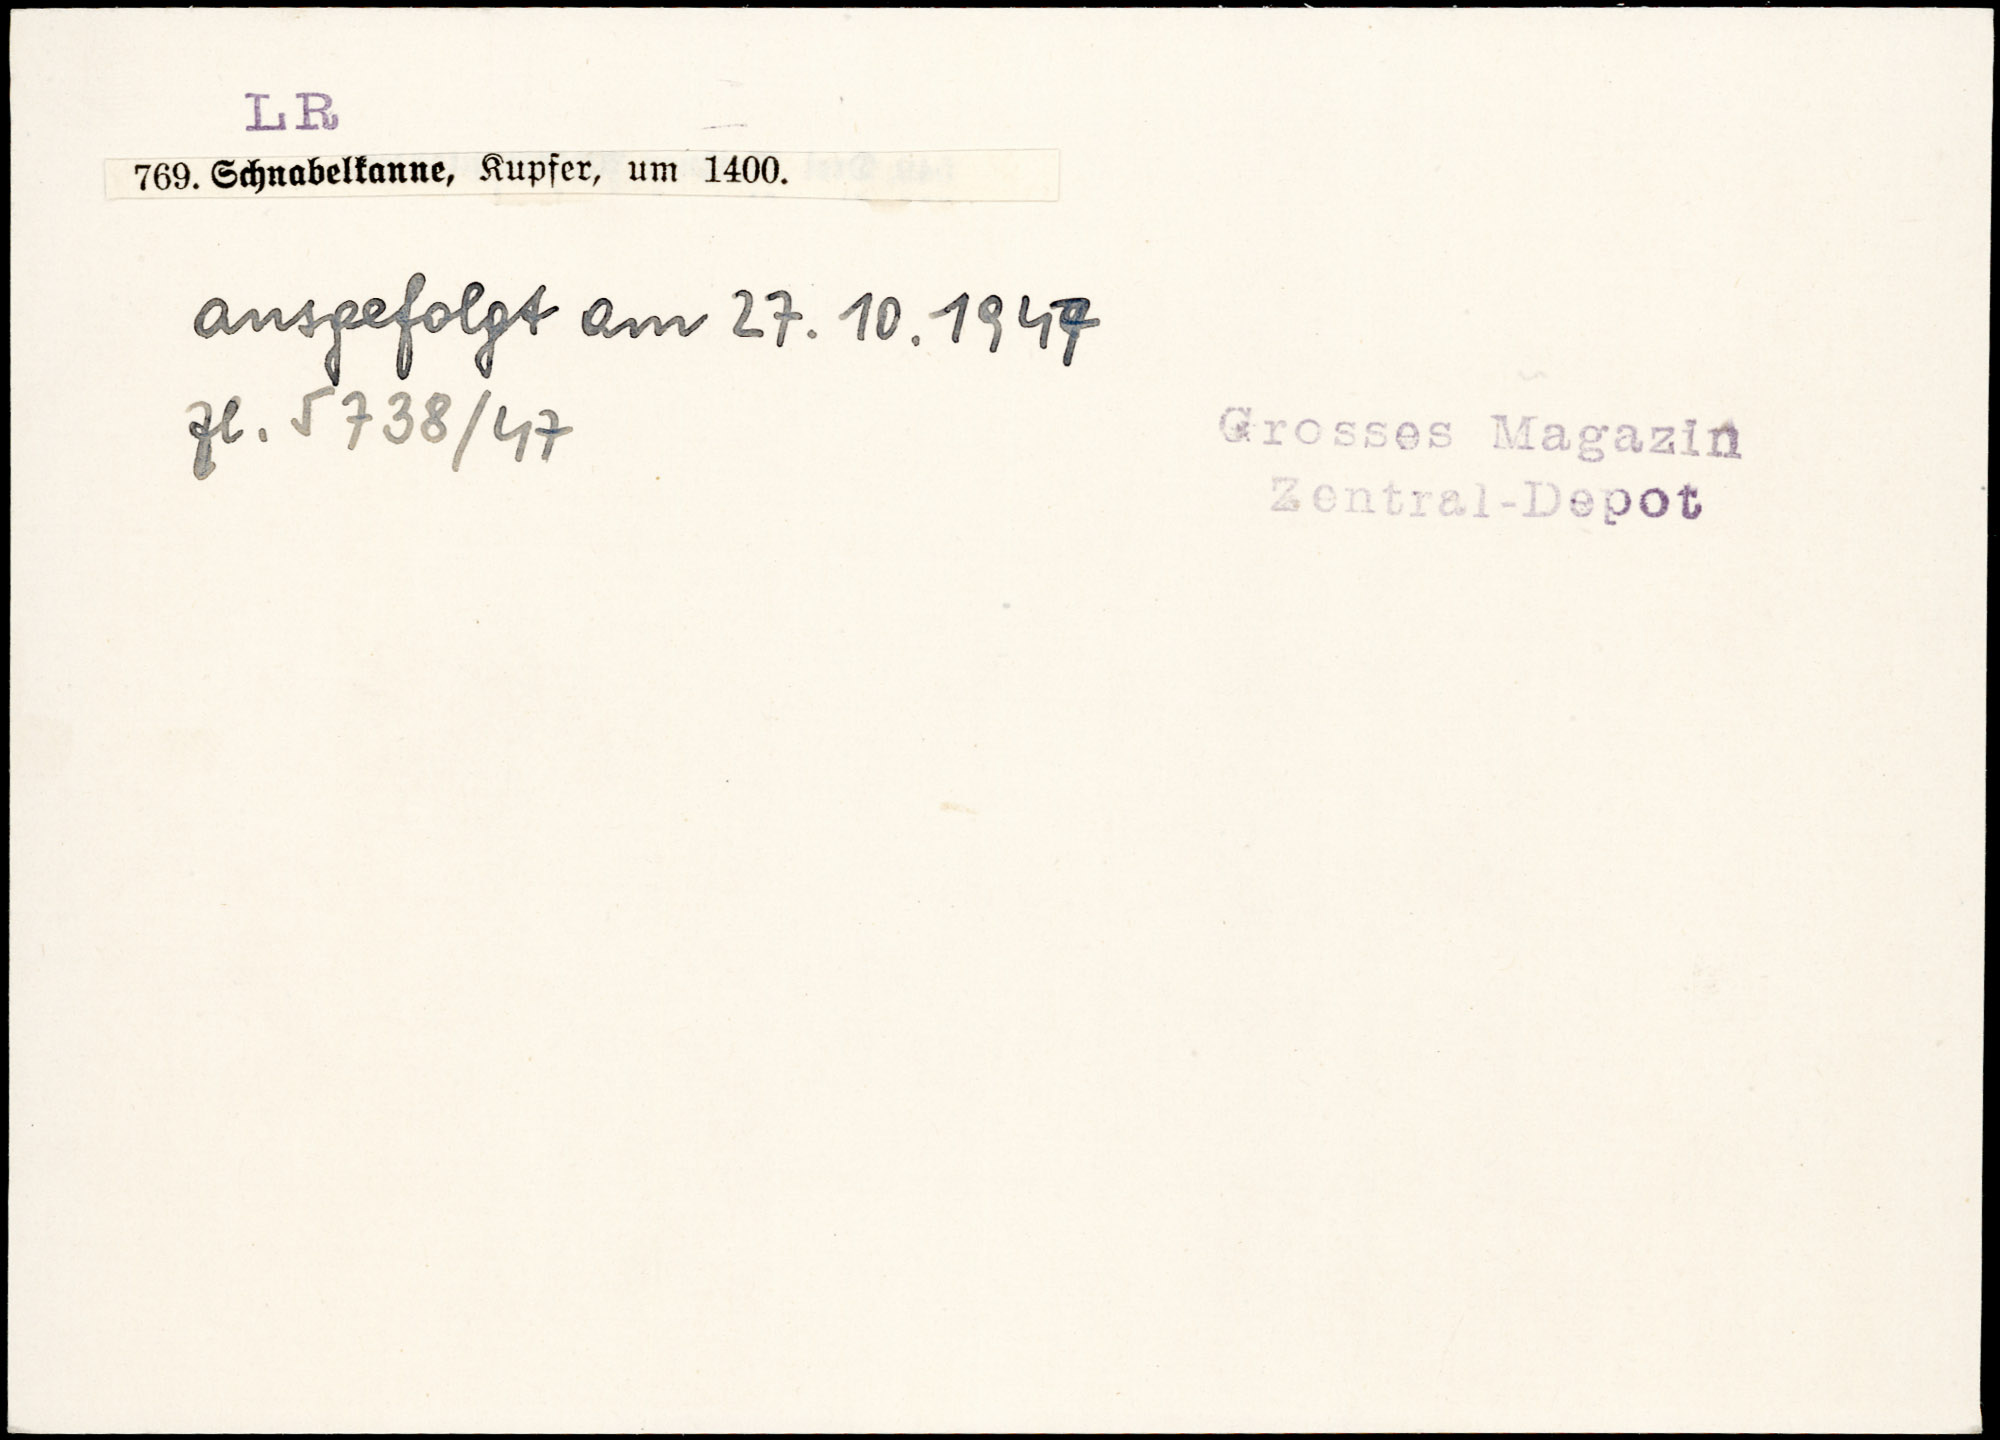 LR
769. Schnabelkanne, Kupfer, um 1400.
ausgefolgt am 27. 10. 1947
Zl. 5738/47
Grosses Magazin
Zentral-Depot